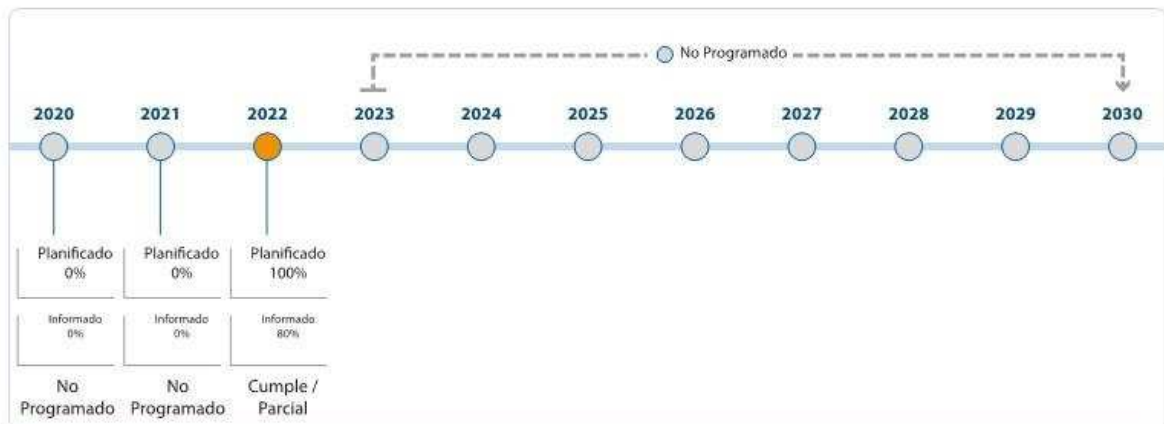 No Programado
2020 2021 2022 2023 2024 2025 2026 2027 2028 2029 2030
Planificado Planificado Planificado
0% 0% 100%
Informado Informado Informado
0% 0% 80%
No No Cumple /
Programado Programado Parcial